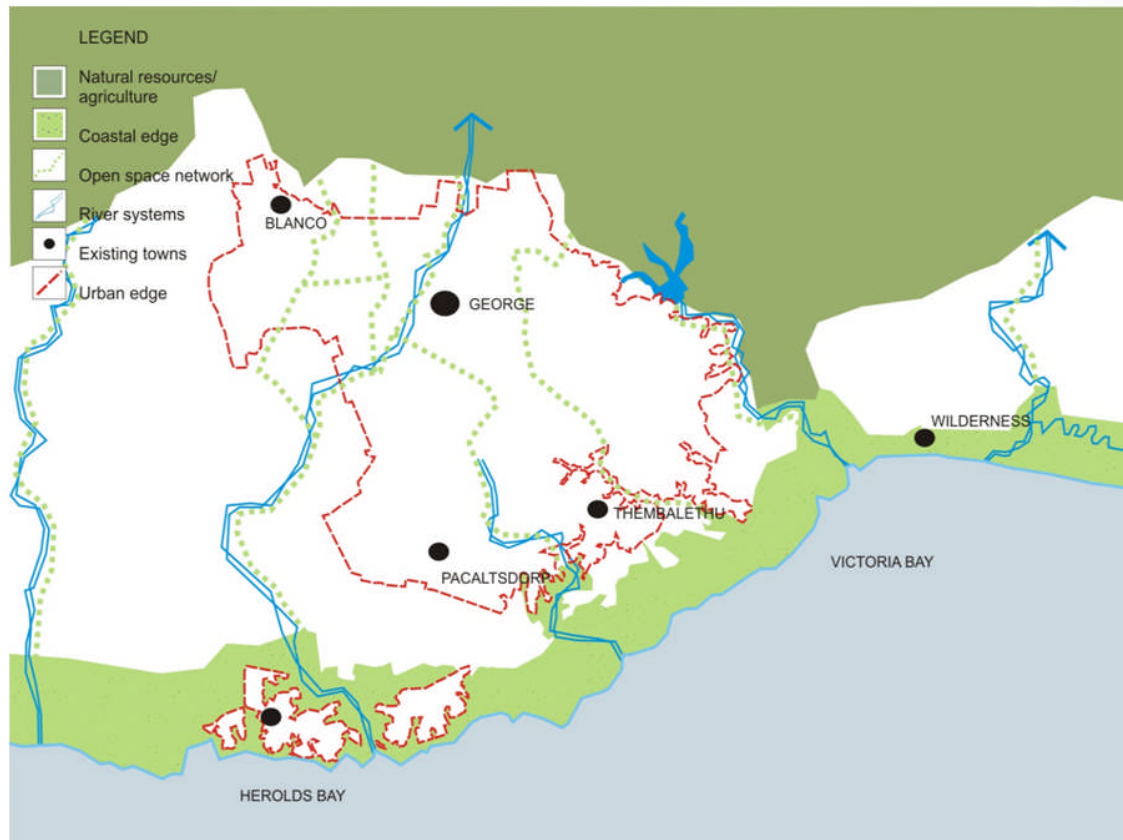 LEGEND
Natural resources/
agriculture
Coastal edge
Open space network
River systems
Existing towns
Urban edge
BLANCO
GEORGE
WILDERNESS
THEMBALETHU
PACALTSDORP
VICTORIA BAY
HEROLDS BAY